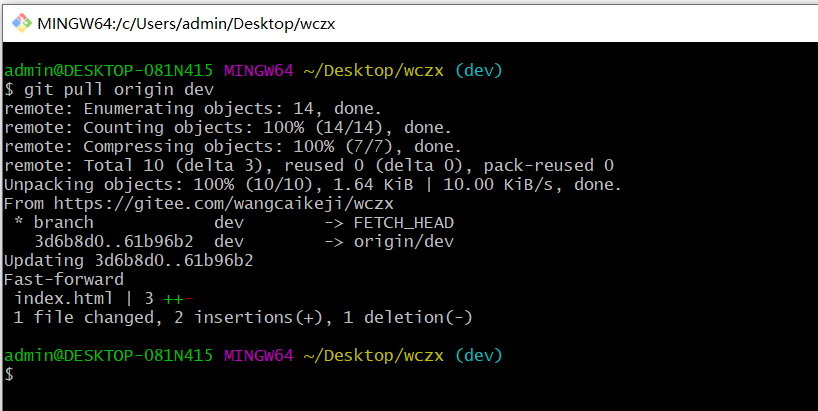 MINGW64:/c/Users/admin/Desktop/wczx
admin@DESKTOP-081N415 MINGW64 ~/Desktop/wczx (dev)
$ git pull origin dev
remote: Enumerating objects: 14, done.
remote: Counting objects: 100% (14/14), done.
remote: Compressing objects: 100% (7/7), done.
remote: Total 10 (delta 3), reused 0 (delta 0), pack-reused 0
Unpacking objects: 100% (10/10), 1.64 KiB | 10.00 KiB/s, done.
From https://gitee.com/wangcaikeji/wczx
 * branch            dev        -> FETCH_HEAD
   3d6b8d0..61b96b2  dev        -> origin/dev
Updating 3d6b8d0..61b96b2
Fast-forward
 index.html | 3 ++-
 1 file changed, 2 insertions(+), 1 deletion(-)
admin@DESKTOP-081N415 MINGW64 ~/Desktop/wczx (dev)
$